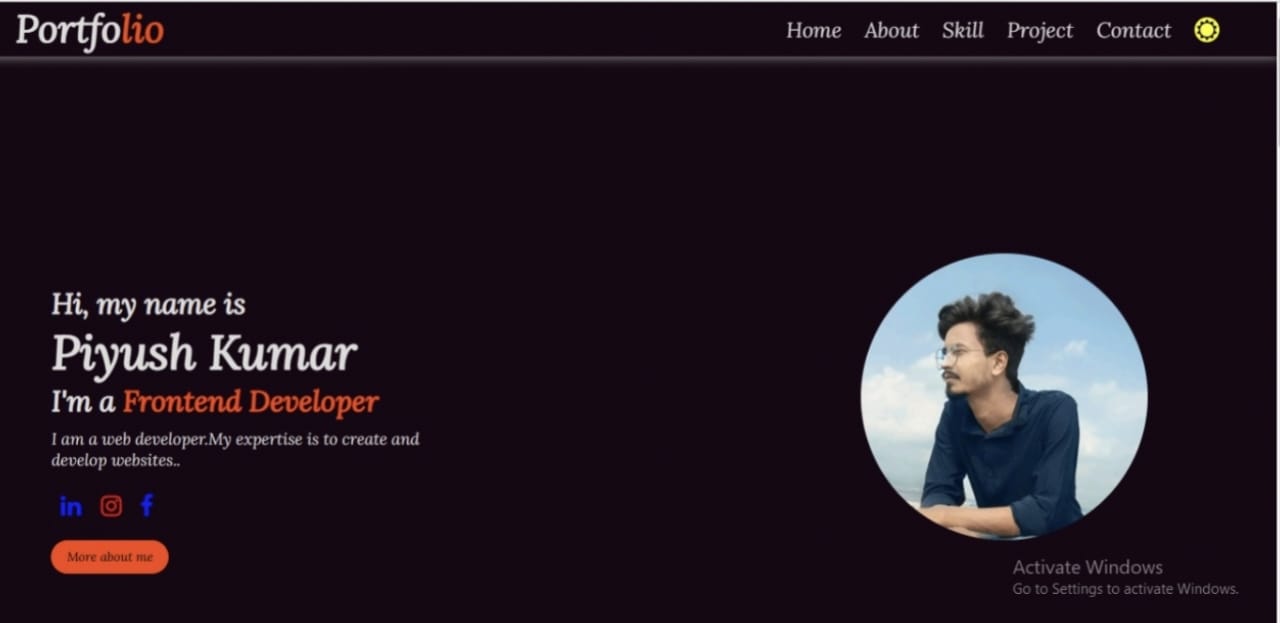 Portfolio
Home About Skill Project Contact
Hi, my name is
Piyush Kumar
I'm a Frontend Developer
I am a web developer.My expertise is to create and
develop websites..
in f
More about me
Activate Windows
Go to Settings to activate Windows.